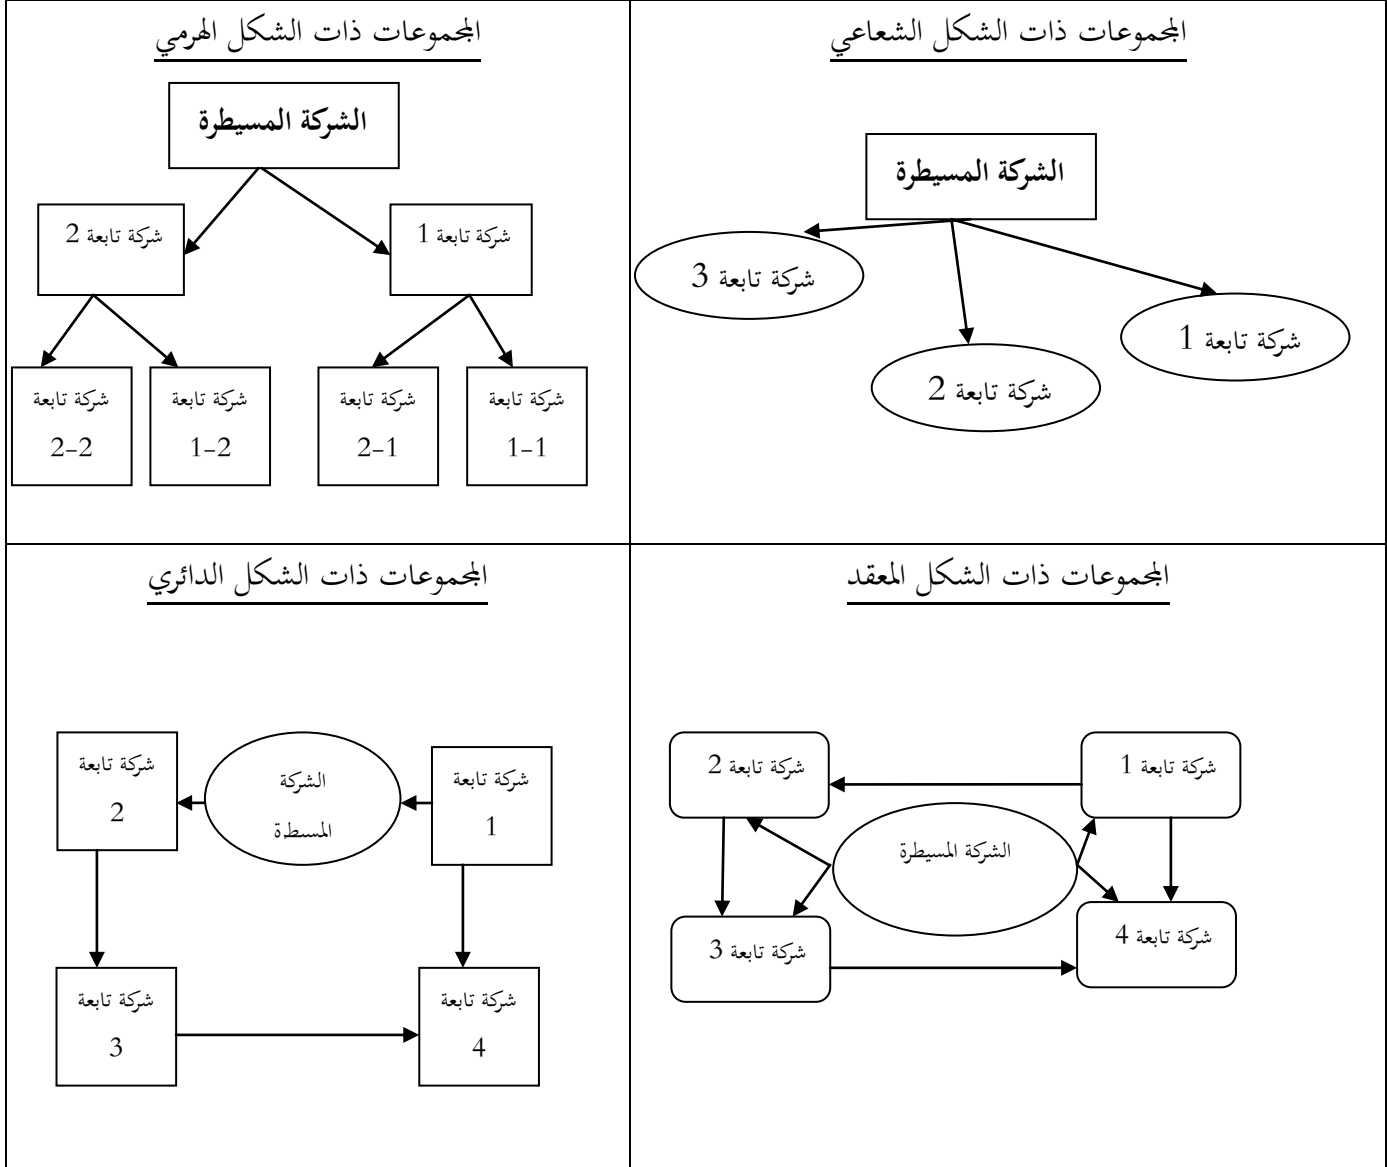 المجموعات ذات الشكل الشعاعي
الشركة المسيطرة
شركة تابعة 3
شركة تابعة 1
شركة تابعة 2
المجموعات ذات الشكل الهرمي
الشركة المسيطرة
شركة تابعة 1
شركة تابعة 2
شركة تابعة
1-1
شركة تابعة
2-1
شركة تابعة
1-2
شركة تابعة
2-2
المجموعات ذات الشكل المعقد
شركة تابعة 1
شركة تابعة 2
الشركة المسيطرة
شركة تابعة 4
شركة تابعة 3
المجموعات ذات الشكل الدائري
شركة تابعة
1
الشركة
المسيطرة
شركة تابعة
2
شركة تابعة
4
شركة تابعة
3